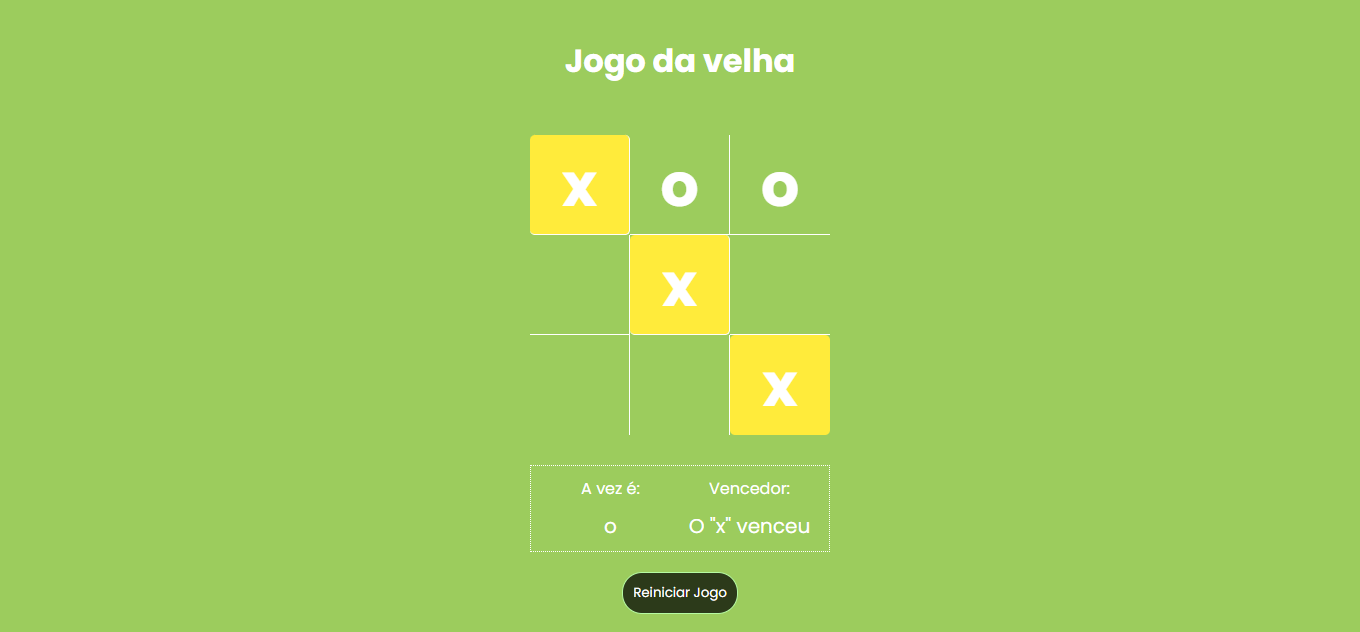 Jogo da velha
x o o
x
x
A vez é: Vencedor:
o O "x" venceu
Reiniciar Jogo